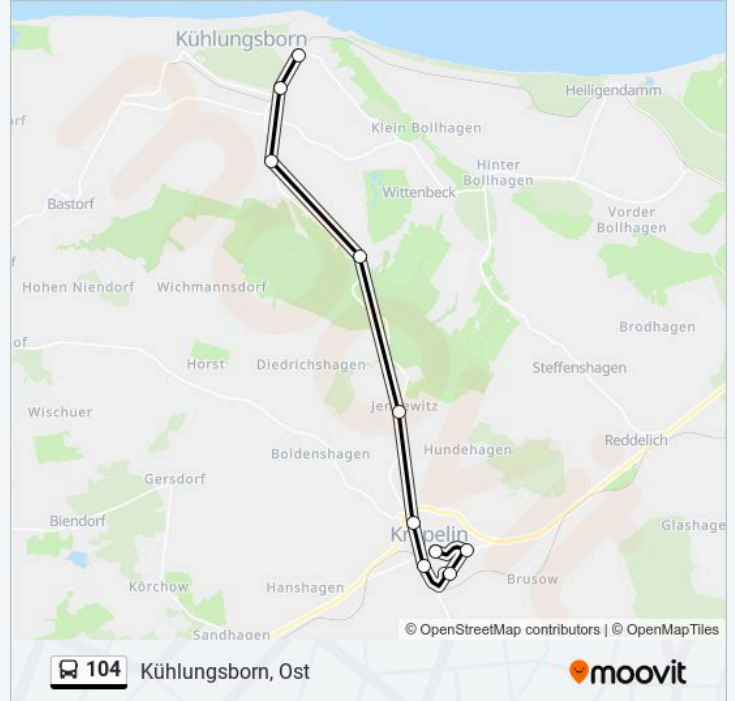 Kühlungsborn
Heiligendamm
Klein Bollhagen
Hinter
Bollhagen
Wittenbeck
Bastorf
Vorder
Bollhagen
Hohen Niendorf
Wichmannsdorf
Brodhagen
Horst
Diedrichshagen
Steffenshagen
Wischuer
Reddelich
Boldenshagen
Hundehagen
Gersdorf
Biendorf
Glashage
Brusow
Körchow
Hanshagen
Sandhagen
© OpenStreetMap contributors | © OpenMapTiles
104 Kühlungsborn, Ost
moovit